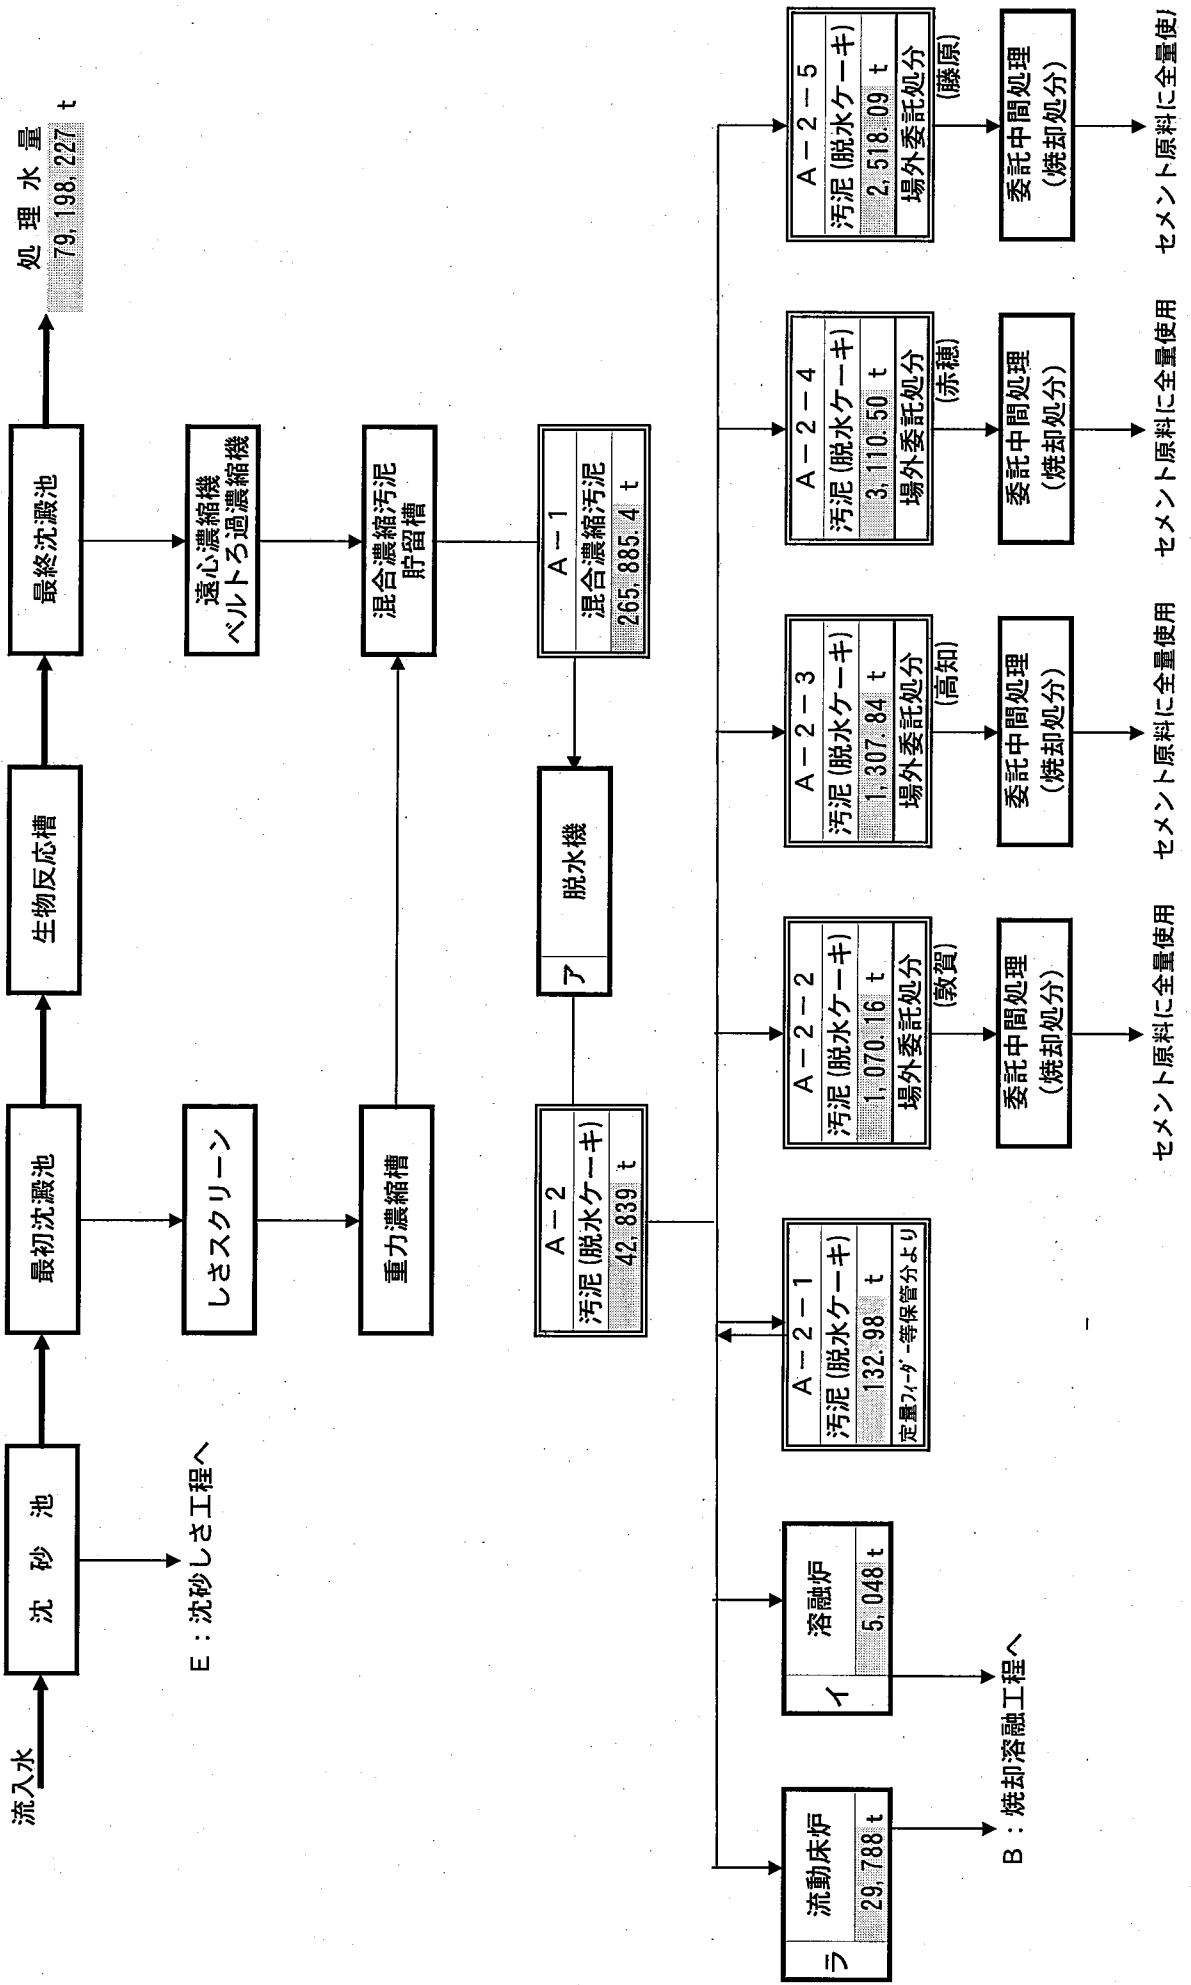 流入水
沈 砂 池
最初沈澱池
生物反応槽
最終沈澱池
処 理 水 量
79,198,227 t
E：沈砂しさ工程へ
しさスクリーン
遠心濃縮機
ベルトろ過濃縮機
重力濃縮槽
混合濃縮汚泥
貯留槽
A－2
汚泥(脱水ケーキ)
42,839 t
ア
脱水機
A－1
混合濃縮汚泥
265,885.4 t
ラ
流動床炉
29,788 t
イ
溶融炉
5,048 t
A－2－1
汚泥(脱水ケーキ)
132.98 t
定量フィーダー等保管分より
A－2－2
汚泥(脱水ケーキ)
1,070.16 t
場外委託処分
(敦賀)
A－2－3
汚泥(脱水ケーキ)
1,307.84 t
場外委託処分
(高知)
A－2－4
汚泥(脱水ケーキ)
3,110.50 t
場外委託処分
(赤穂)
A－2－5
汚泥(脱水ケーキ)
2,518.09 t
場外委託処分
(藤原)
B：焼却溶融工程へ
委託中間処理
(焼却処分)
委託中間処理
(焼却処分)
委託中間処理
(焼却処分)
委託中間処理
(焼却処分)
セメント原料に全量使用
セメント原料に全量使用
セメント原料に全量使用
セメント原料に全量使